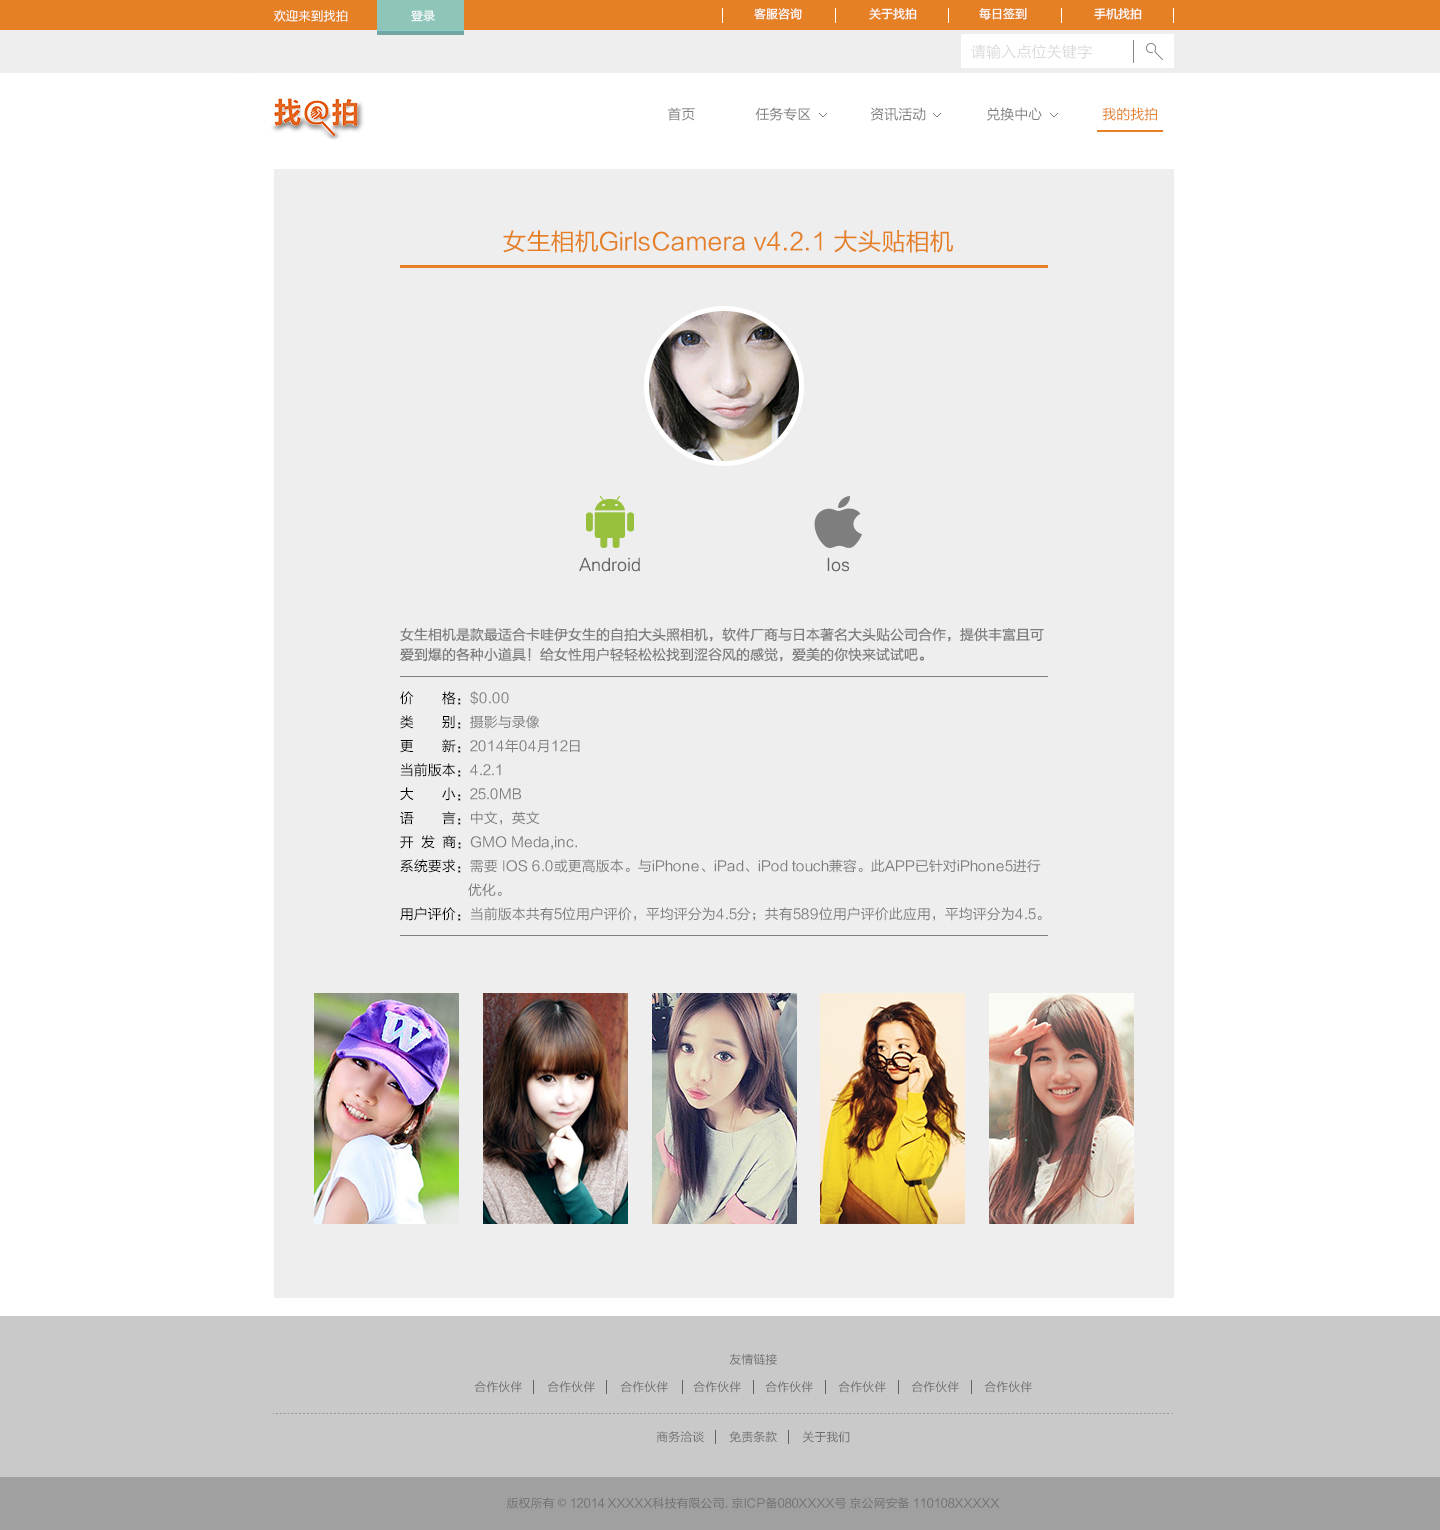 欢迎来到找拍 登录 客服咨询 关于找拍 每日签到 手机找拍
请输入点位关键字
找@拍 首页 任务专区 资讯活动 兑换中心 我的找拍
女生相机GirlsCamera v4.2.1 大头贴相机
Android Ios
女生相机是款最适合卡哇伊女生的自拍大头照相机，软件厂商与日本著名大头贴公司合作，提供丰富且可
爱到爆的各种小道具！给女性用户轻轻松松找到涩谷风的感觉，爱美的你快来试试吧。
价 格：$0.00
类 别：摄影与录像
更 新：2014年04月12日
当前版本：4.2.1
大 小：25.0MB
语 言：中文，英文
开 发 商：GMO Meda,inc.
系统要求：需要 IOS 6.0或更高版本。与iPhone、iPad、iPod touch兼容。此APP已针对iPhone5进行
优化。
用户评价：当前版本共有5位用户评价，平均评分为4.5分；共有589位用户评价此应用，平均评分为4.5。
W
友情链接
合作伙伴 合作伙伴 合作伙伴 合作伙伴 合作伙伴 合作伙伴 合作伙伴 合作伙伴
商务洽谈 免责条款 关于我们
版权所有 © 12014 XXXXX科技有限公司. 京ICP备080XXXX号 京公网安备 110108XXXXX